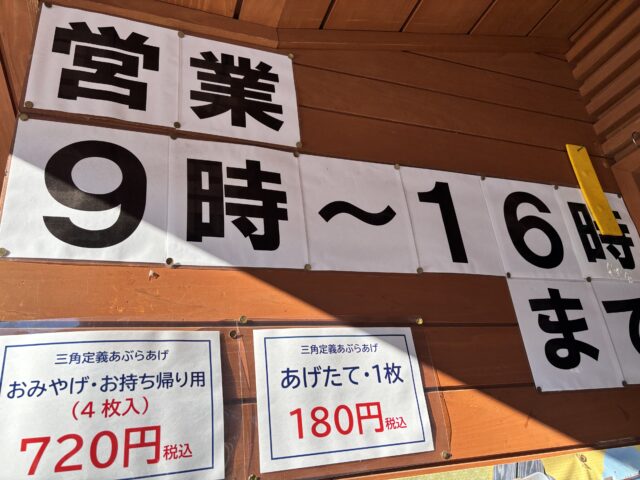 営業
9時～16時
まで
三角定義あぶらあげ
おみやげ・お持ち帰り用
(4枚入)
720円税込
三角定義あぶらあげ
あげたて・1枚
180円税込